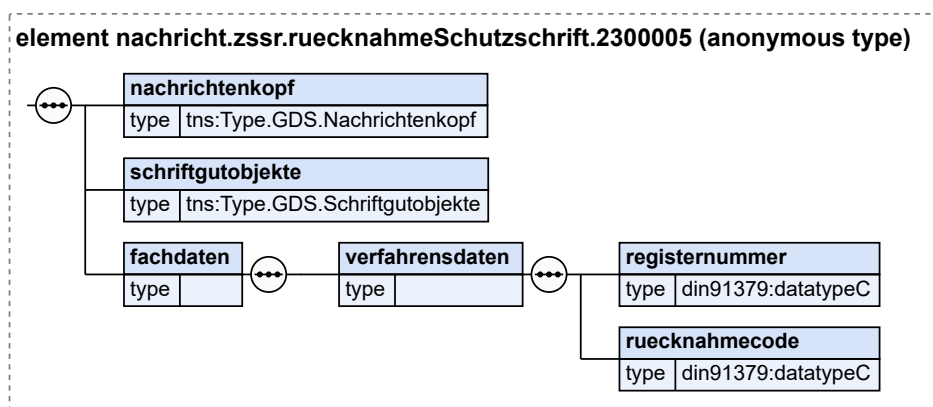 element nachricht.zssr.ruecknahmeSchutzschrift.2300005 (anonymous type)
nachrichtenkopf
type tns:Type.GDS.Nachrichtenkopf
schriftgutobjekte
type tns:Type.GDS.Schriftgutobjekte
fachdaten
type
verfahrensdaten
type
registernummer
type din91379:datatypeC
ruecknahmecode
type din91379:datatypeC